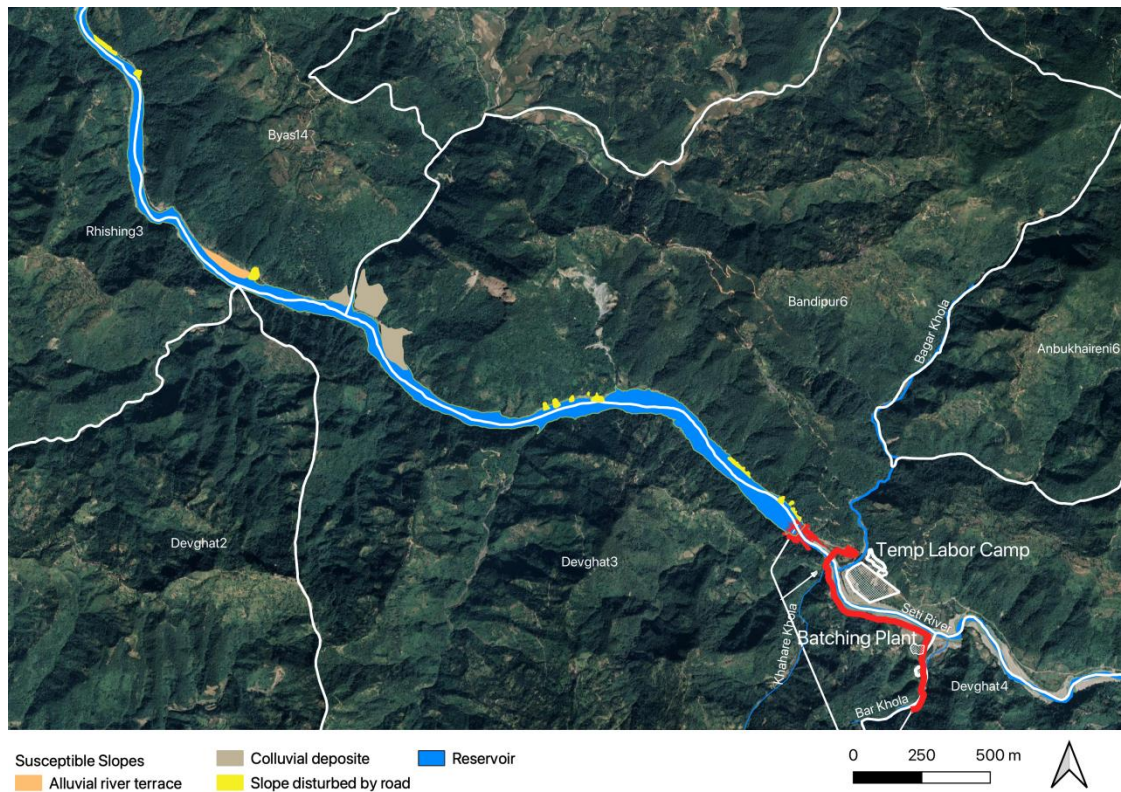 Byas14
Rhishing3
Bandipur6
Bagar Khola
Anbukhaireni6
Devghat2
Devghat3
Temp Labor Camp
Khahare Khola
Seti River
Batching Plant
Devghat4
Bar Khola
Susceptible Slopes
Alluvial river terrace
Colluvial deposite
Slope disturbed by road
Reservoir
0 250 500 m